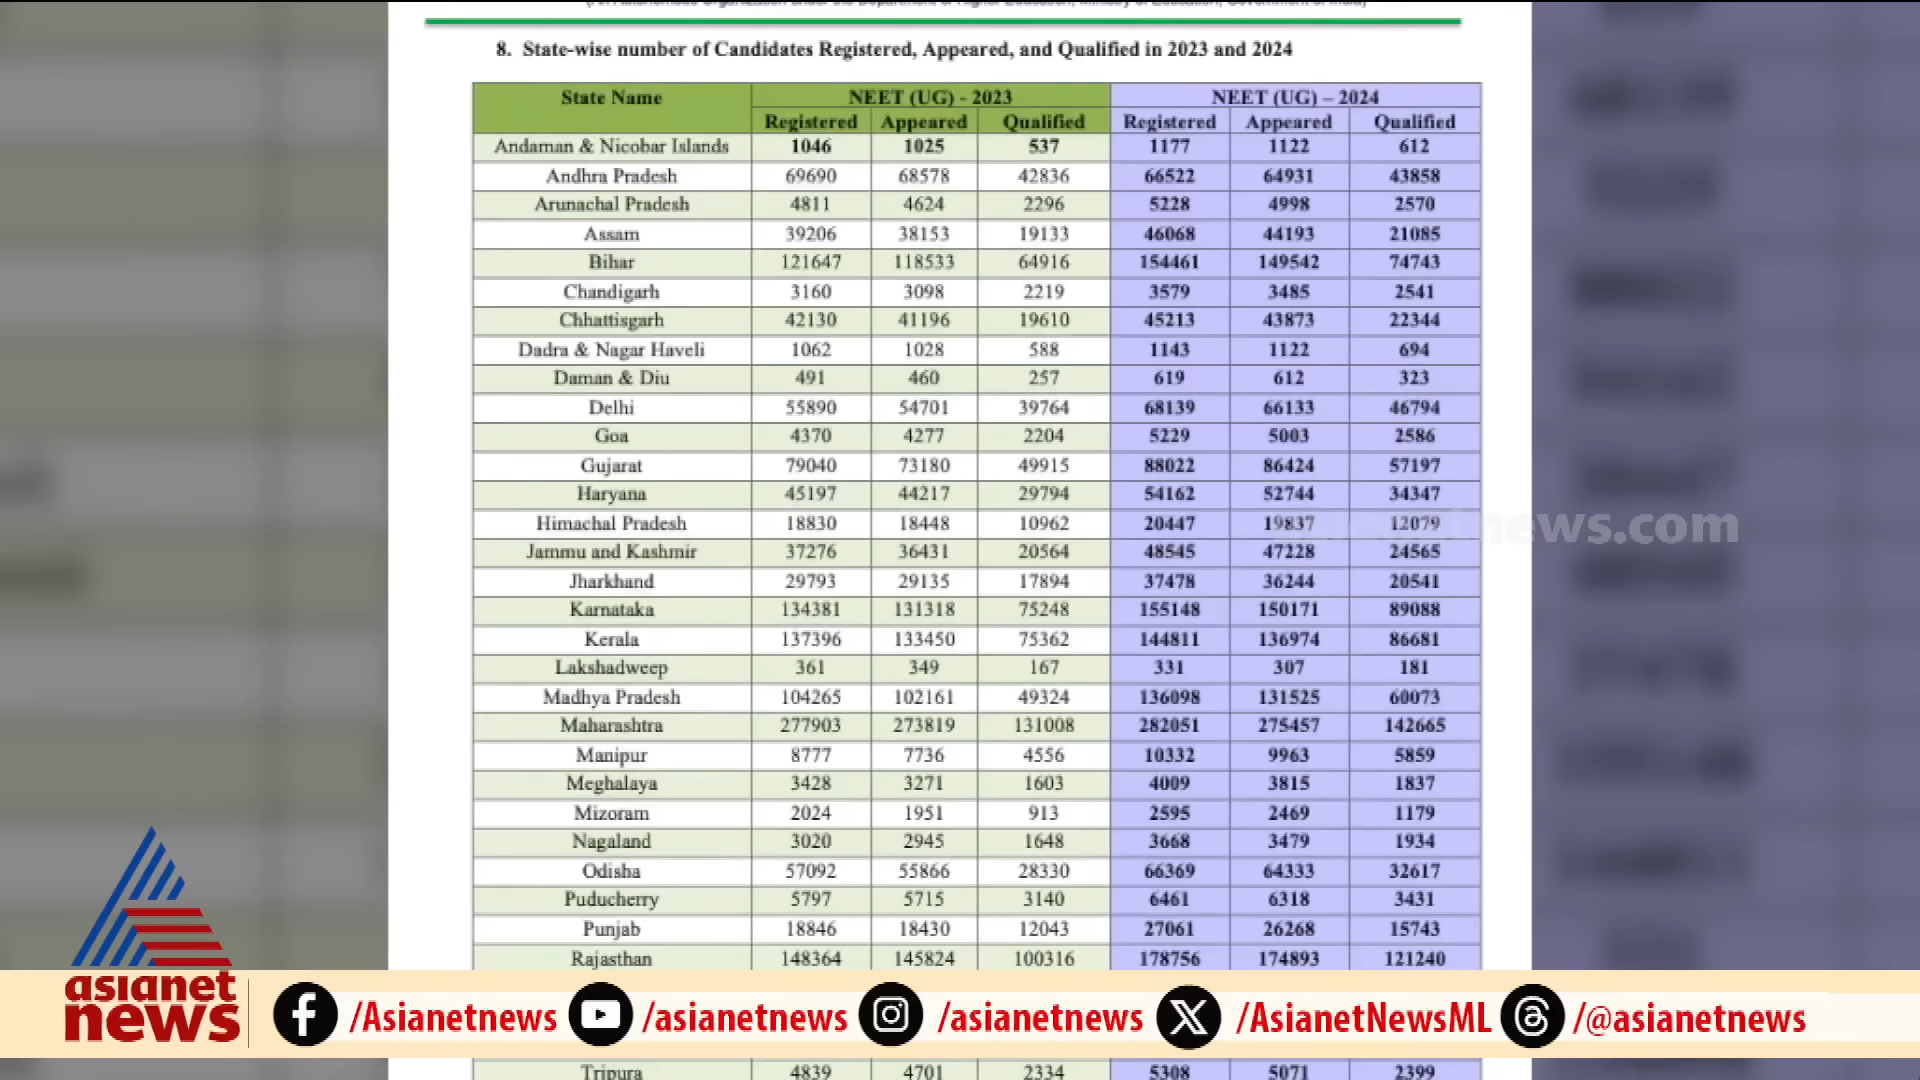 8. State-wise number of Candidates Registered, Appeared, and Qualified in 2023 and 2024
State Name NEET (UG) - 2023 NEET (UG) – 2024
Registered Appeared Qualified Registered Appeared Qualified
Andaman & Nicobar Islands 1046 1025 537 1177 1122 612
Andhra Pradesh 69690 68578 42836 66522 64931 43858
Arunachal Pradesh 4811 4624 2296 5228 4998 2570
Assam 39206 38153 19133 46068 44193 21085
Bihar 121647 118533 64916 154461 149542 74743
Chandigarh 3160 3098 2219 3579 3485 2541
Chhattisgarh 42130 41196 19610 45213 43873 22344
Dadra & Nagar Haveli 1062 1028 588 1143 1122 694
Daman & Diu 491 460 257 619 612 323
Delhi 55890 54701 39764 68139 66133 46794
Goa 4370 4277 2204 5229 5003 2586
Gujarat 79040 73180 49915 88022 86424 57197
Haryana 45197 44217 29794 54162 52744 34347
Himachal Pradesh 18830 18448 10962 20447 19837 12079
Jammu and Kashmir 37276 36431 20564 48545 47228 24565
Jharkhand 29793 29135 17894 37478 36244 20541
Karnataka 134381 131318 75248 155148 150171 89088
Kerala 137396 133450 75362 144811 136974 86681
Lakshadweep 361 349 167 331 307 181
Madhya Pradesh 104265 102161 49324 136098 131525 60073
Maharashtra 277903 273819 131008 282051 275457 142665
Manipur 8777 7736 4556 10332 9963 5859
Meghalaya 3428 3271 1603 4009 3815 1837
Mizoram 2024 1951 913 2595 2469 1179
Nagaland 3020 2945 1648 3668 3479 1934
Odisha 57092 55866 28330 66369 64333 32617
Puducherry 5797 5715 3140 6461 6318 3431
Punjab 18846 18430 12043 27061 26268 15743
Rajasthan 148364 145824 100316 178756 174893 121240
Tripura 4839 4701 2334 5308 5071 2399
news.com
asianet
news
/Asianetnews /asianetnews /asianetnews /AsianetNewsML /@asianetnews